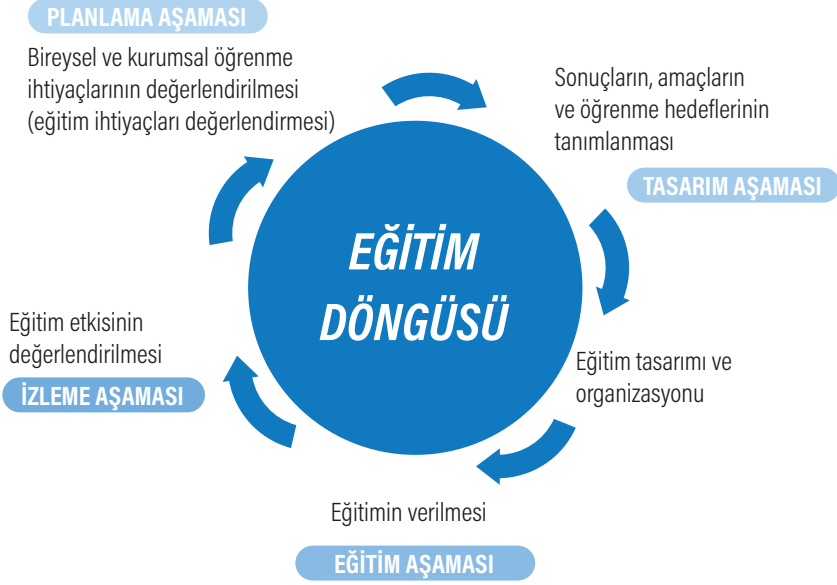 PLANLAMA AŞAMASI
Bireysel ve kurumsal öğrenme
ihtiyaçlarının değerlendirilmesi
(eğitim ihtiyaçları değerlendirmesi)
Sonuçların, amaçların
ve öğrenme hedeflerinin
tanımlanması
TASARIM AŞAMASI
EĞİTİM
DÖNGÜSÜ
Eğitim tasarımı ve
organizasyonu
Eğitim etkisinin
değerlendirilmesi
İZLEME AŞAMASI
Eğitimin verilmesi
EĞİTİM AŞAMASI